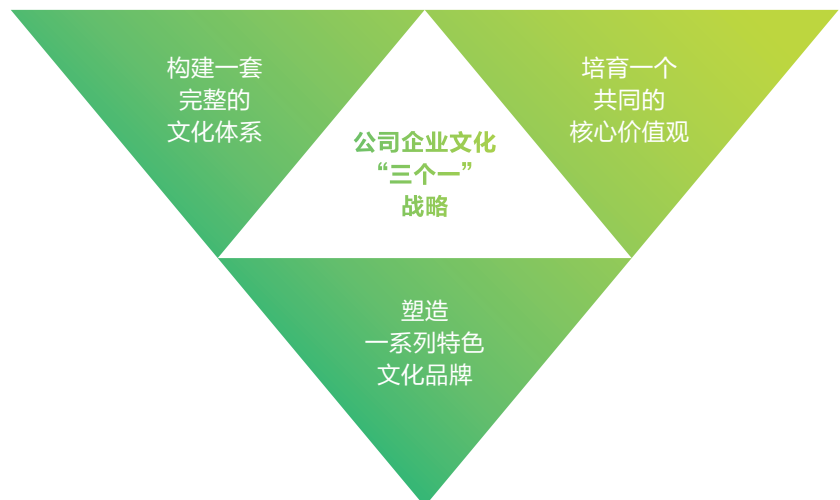 构建一套
完整的
文化体系
培育一个
共同的
核心价值观
公司企业文化
“三个一”
战略
塑造
一系列特色
文化品牌